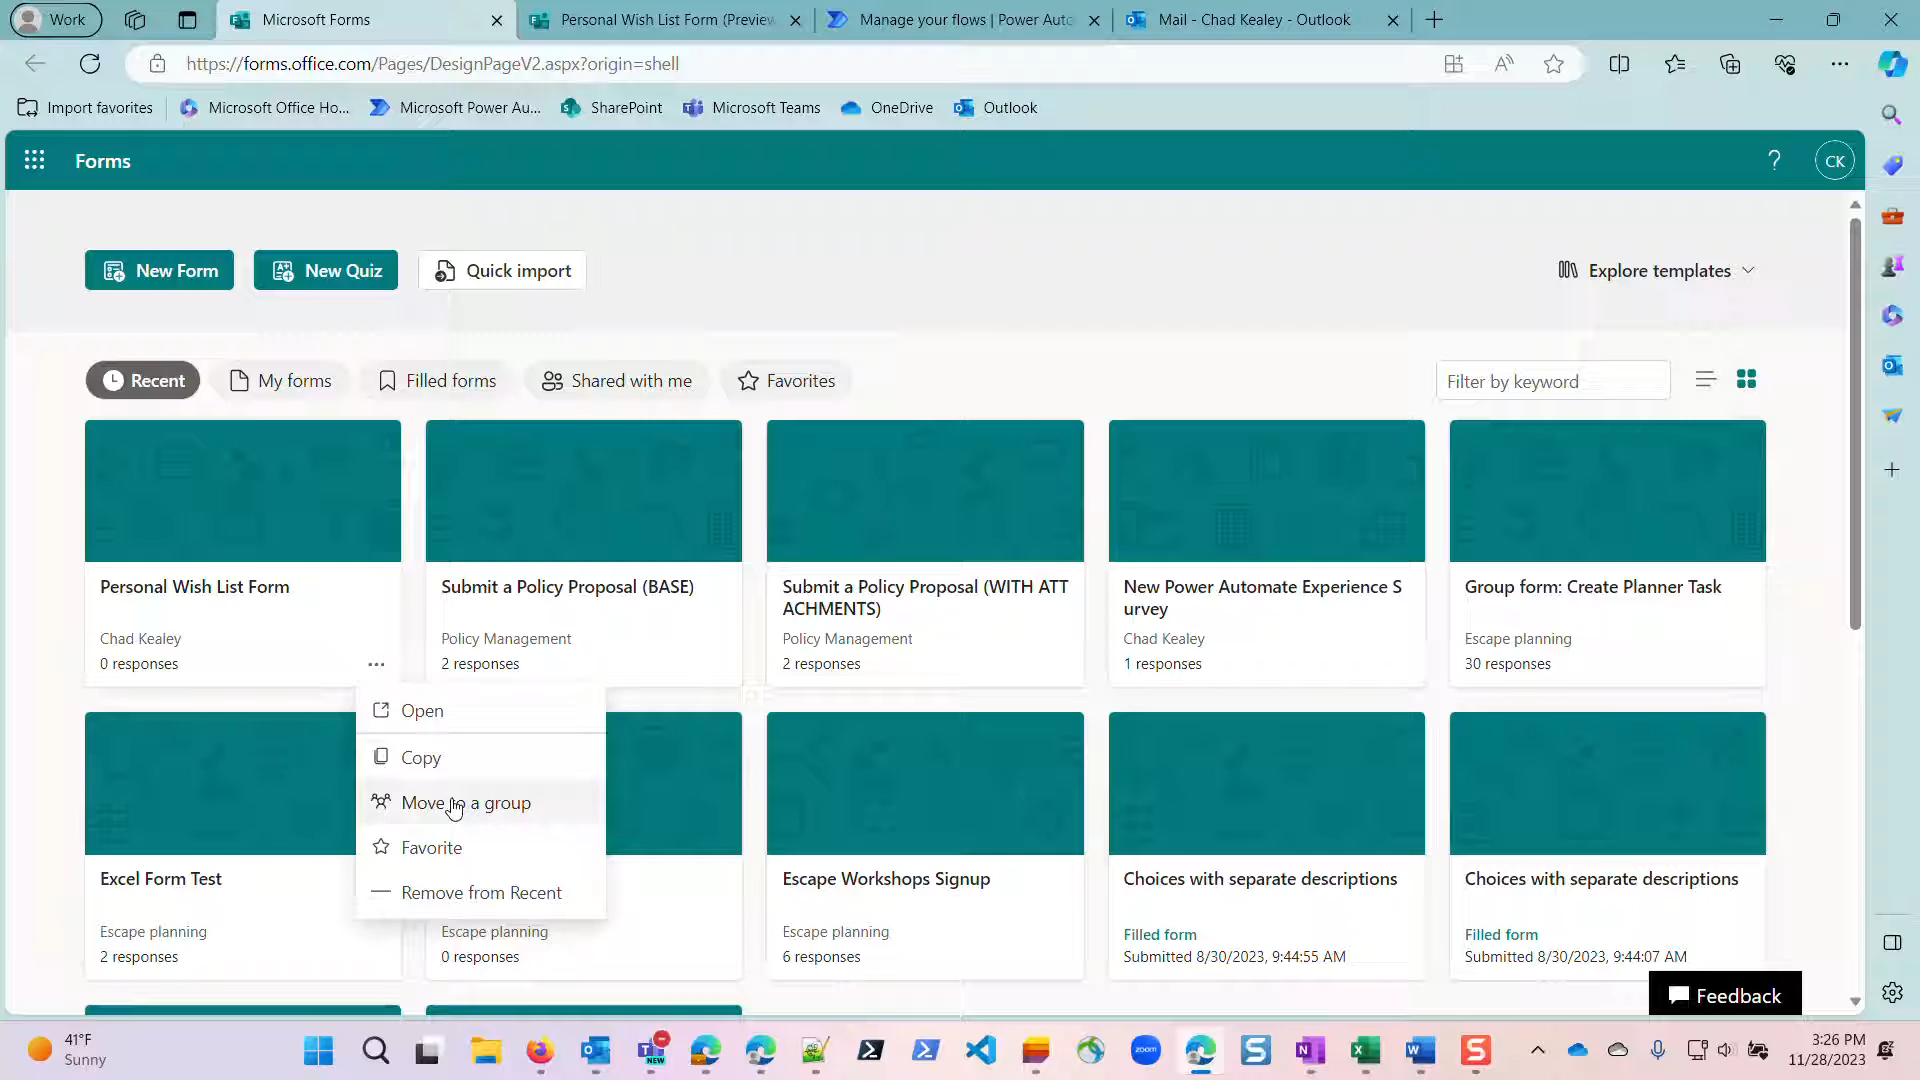 Work
Microsoft Forms
Personal Wish List Form (Preview
Manage your flows | Power Auto
Mail - Chad Kealey - Outlook
https://forms.office.com/Pages/DesignPageV2.aspx?origin=shell
Import favorites
Microsoft Office Ho...
Microsoft Power Au...
SharePoint
Microsoft Teams
OneDrive
Outlook
Forms
?
CK
New Form
New Quiz
Quick import
Explore templates
Recent
My forms
Filled forms
Shared with me
Favorites
Filter by keyword
Personal Wish List Form
Chad Kealey
0 responses
Submit a Policy Proposal (BASE)
Policy Management
2 responses
Submit a Policy Proposal (WITH ATT
ACHMENTS)
Policy Management
2 responses
New Power Automate Experience S
urvey
Chad Kealey
1 responses
Group form: Create Planner Task
Escape planning
30 responses
Open
Copy
Move to a group
Favorite
Remove from Recent
Excel Form Test
Escape planning
2 responses
Escape planning
0 responses
Escape Workshops Signup
Escape planning
6 responses
Choices with separate descriptions
Filled form
Submitted 8/30/2023, 9:44:55 AM
Choices with separate descriptions
Filled form
Submitted 8/30/2023, 9:44:07 AM
Feedback
41°F
Sunny
NEW
zoom
3:26 PM
11/28/2023